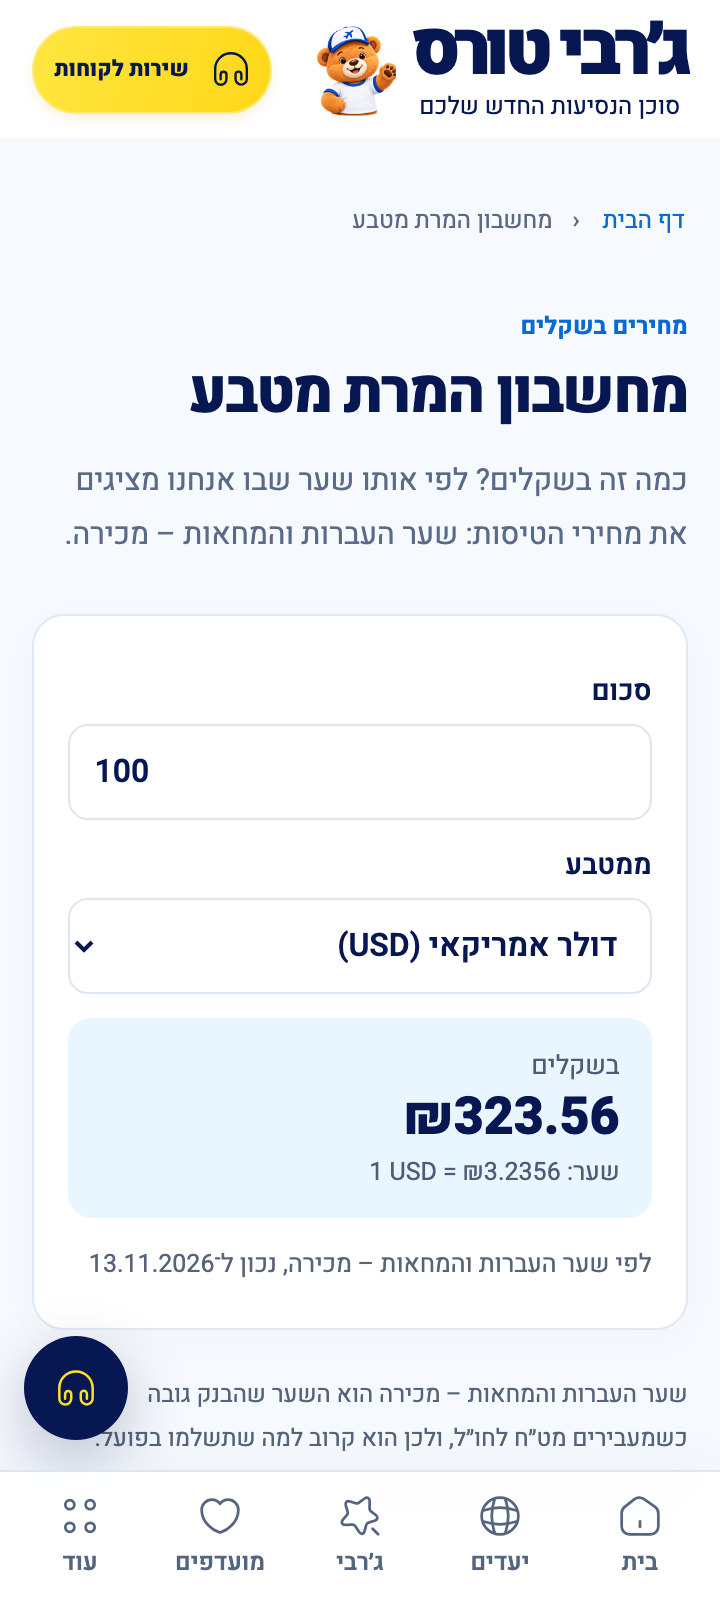 ג'רבי טורס
סוכן הנסיעות החדש שלכם
שירות לקוחות
דף הבית › מחשבון המרת מטבע
מחירים בשקלים
מחשבון המרת מטבע
כמה זה בשקלים? לפי אותו שער שבו אנחנו מציגים
את מחירי הטיסות: שער העברות והמחאות – מכירה.
סכום
100
ממטבע
דולר אמריקאי (USD)
בשקלים
₪323.56
שער: 1 USD = ₪3.2356
לפי שער העברות והמחאות – מכירה, נכון ל־13.11.2026
שער העברות והמחאות – מכירה הוא השער שהבנק גובה
כשמעבירים מט״ח לחו״ל, ולכן הוא קרוב למה שתשלמו בפועל.
בית
יעדים
ג'רבי
מועדפים
עוד